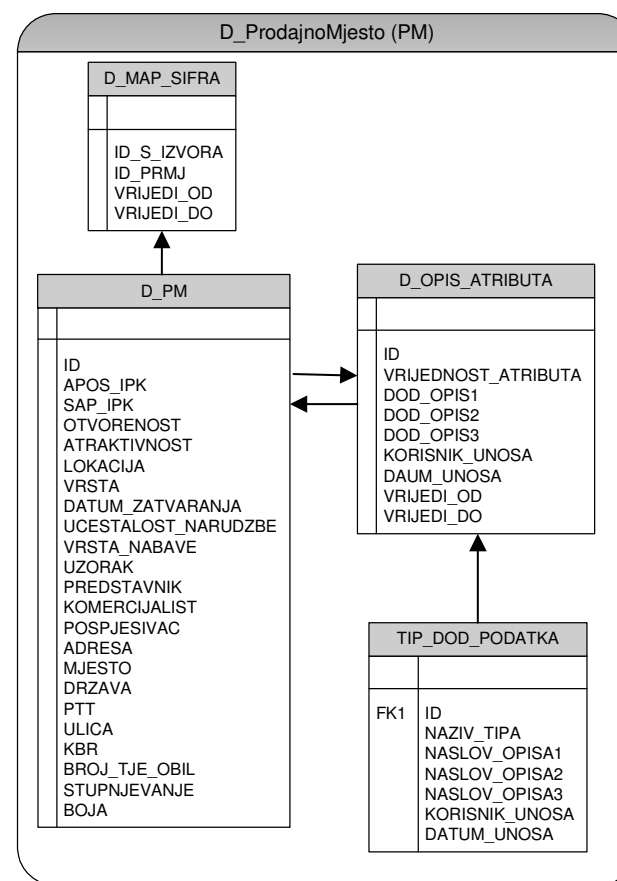 D_ProdajnoMjesto (PM)
D_MAP_SIFRA
ID_S_IZVORA
ID_PRMJ
VRIJEDI_OD
VRIJEDI_DO
D_PM
ID
APOS_IPK
SAP_IPK
OTVORENOST
ATRAKTIVNOST
LOKACIJA
VRSTA
DATUM_ZATVARANJA
UCESTALOST_NARUDZBE
VRSTA_NABAVE
UZORAK
PREDSTAVNIK
KOMERCIJALIST
POSPJESIVAC
ADRESA
MJESTO
DRZAVA
PTT
ULICA
KBR
BROJ_TJE_OBIL
STUPNJEVANJE
BOJA
D_OPIS_ATRIBUTA
ID
VRIJEDNOST_ATRIBUTA
DOD_OPIS1
DOD_OPIS2
DOD_OPIS3
KORISNIK_UNOSA
DAUM_UNOSA
VRIJEDI_OD
VRIJEDI_DO
TIP_DOD_PODATKA
FK1 ID
NAZIV_TIPA
NASLOV_OPISA1
NASLOV_OPISA2
NASLOV_OPISA3
KORISNIK_UNOSA
DATUM_UNOSA